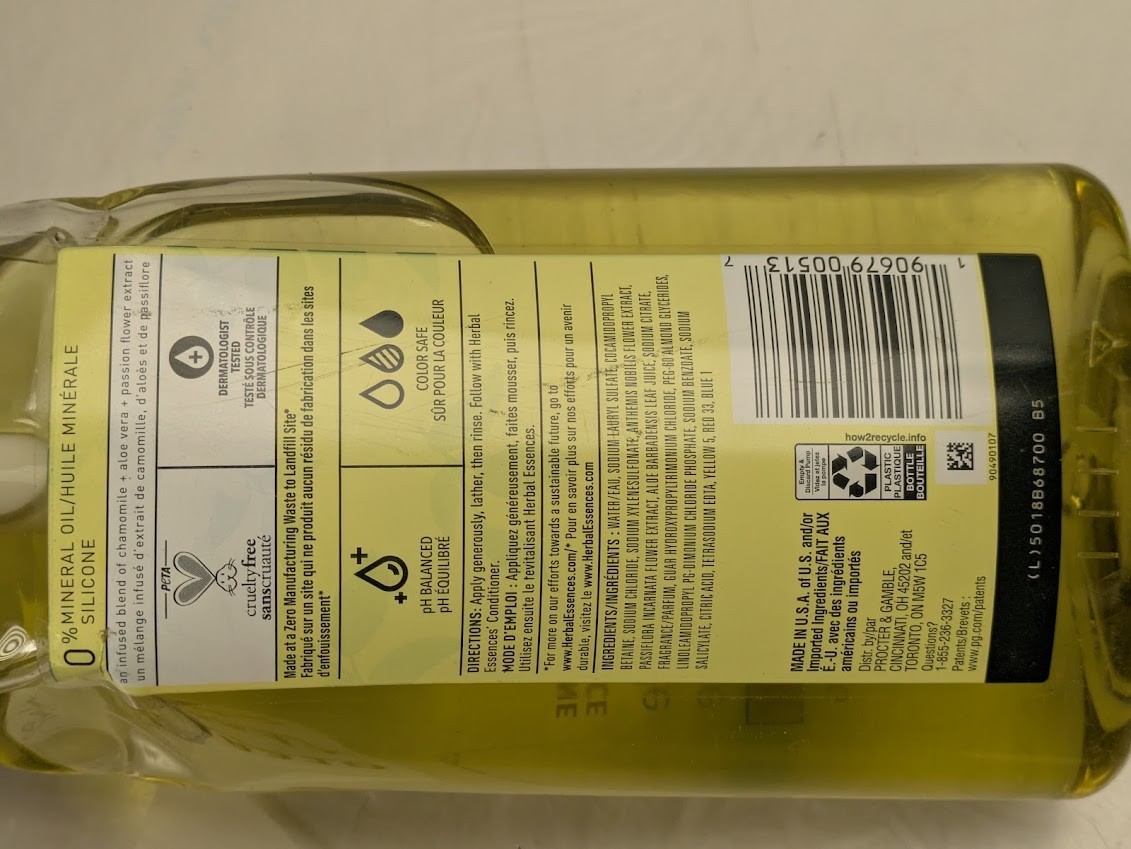 0% MINERAL OIL/HUILE MINÉRALE
SILICONE
an infused blend of chamomile + aloe vera + passion flower extract
un mélange infusé d'extrait de camomille, d'aloès et de passiflore
PeTA
crueltyfree
sanscruauté
DERMATOLOGIST
TESTED
TESTÉ SOUS CONTRÔLE
DERMATOLOGIQUE
Made at a Zero Manufacturing Waste to Landfill Site*
Fabriqué sur un site qui ne produit aucun résidu de fabrication dans les sites
d'enfouissement*
pH BALANCED
pH ÉQUILIBRÉ
COLOR SAFE
SÛR POUR LA COULEUR
DIRECTIONS: Apply generously, lather, then rinse. Follow with Herbal
Essences' Conditioner.
MODE D'EMPLOI : Appliquez généreusement, faites mousser, puis rincez.
Utilisez ensuite le revitalisant Herbal Essences.
*For more on our efforts towards a sustainable future, go to
www.HerbalEssences.com/* Pour en savoir plus sur nos efforts pour un avenir
durable, visitez le www.HerbalEssences.com
INGREDIENTS/INGRÉDIENTS : WATER/EAU, SODIUM LAURYL SULFATE, COCAMIDOPROPYL
BETAINE, SODIUM CHLORIDE, SODIUM XYLENESULFONATE, ANTHEMIS NOBILIS FLOWER EXTRACT,
PASSIFLORA INCARNATA FLOWER EXTRACT, ALOE BARBADENSIS LEAF JUICE, SODIUM CITRATE,
FRAGRANCE/PARFUM, GUAR HYDROXYPROPYLTRIMONIUM CHLORIDE, PEG-60 ALMOND GLYCERIDES,
LINOLEAMIDOPROPYL PG-DIMONIUM CHLORIDE PHOSPHATE, SODIUM BENZOATE, SODIUM
SALICYLATE, CITRIC ACID, TETRASODIUM EDTA, YELLOW 5, RED 33, BLUE 1
MADE IN U.S.A. of U.S. and/or
Imported Ingredients/FAIT AUX
É.-U. avec des ingrédients
américains ou importés
Distr. by/par
PROCTER & GAMBLE,
CINCINNATI, OH 45202 and/et
TORONTO, ON M5W 1C5
Questions?
1-855-236-3327
Patents/Brevets :
www.pg.com/patents
how2recycle.info
Empty &
Discard Pump
Videz et jetez
la pompe
PLASTIC
PLASTIQUE
BOTTLE
BOUTEILLE
1 90679 00513 7
90490107
(L)5018B68700 B5